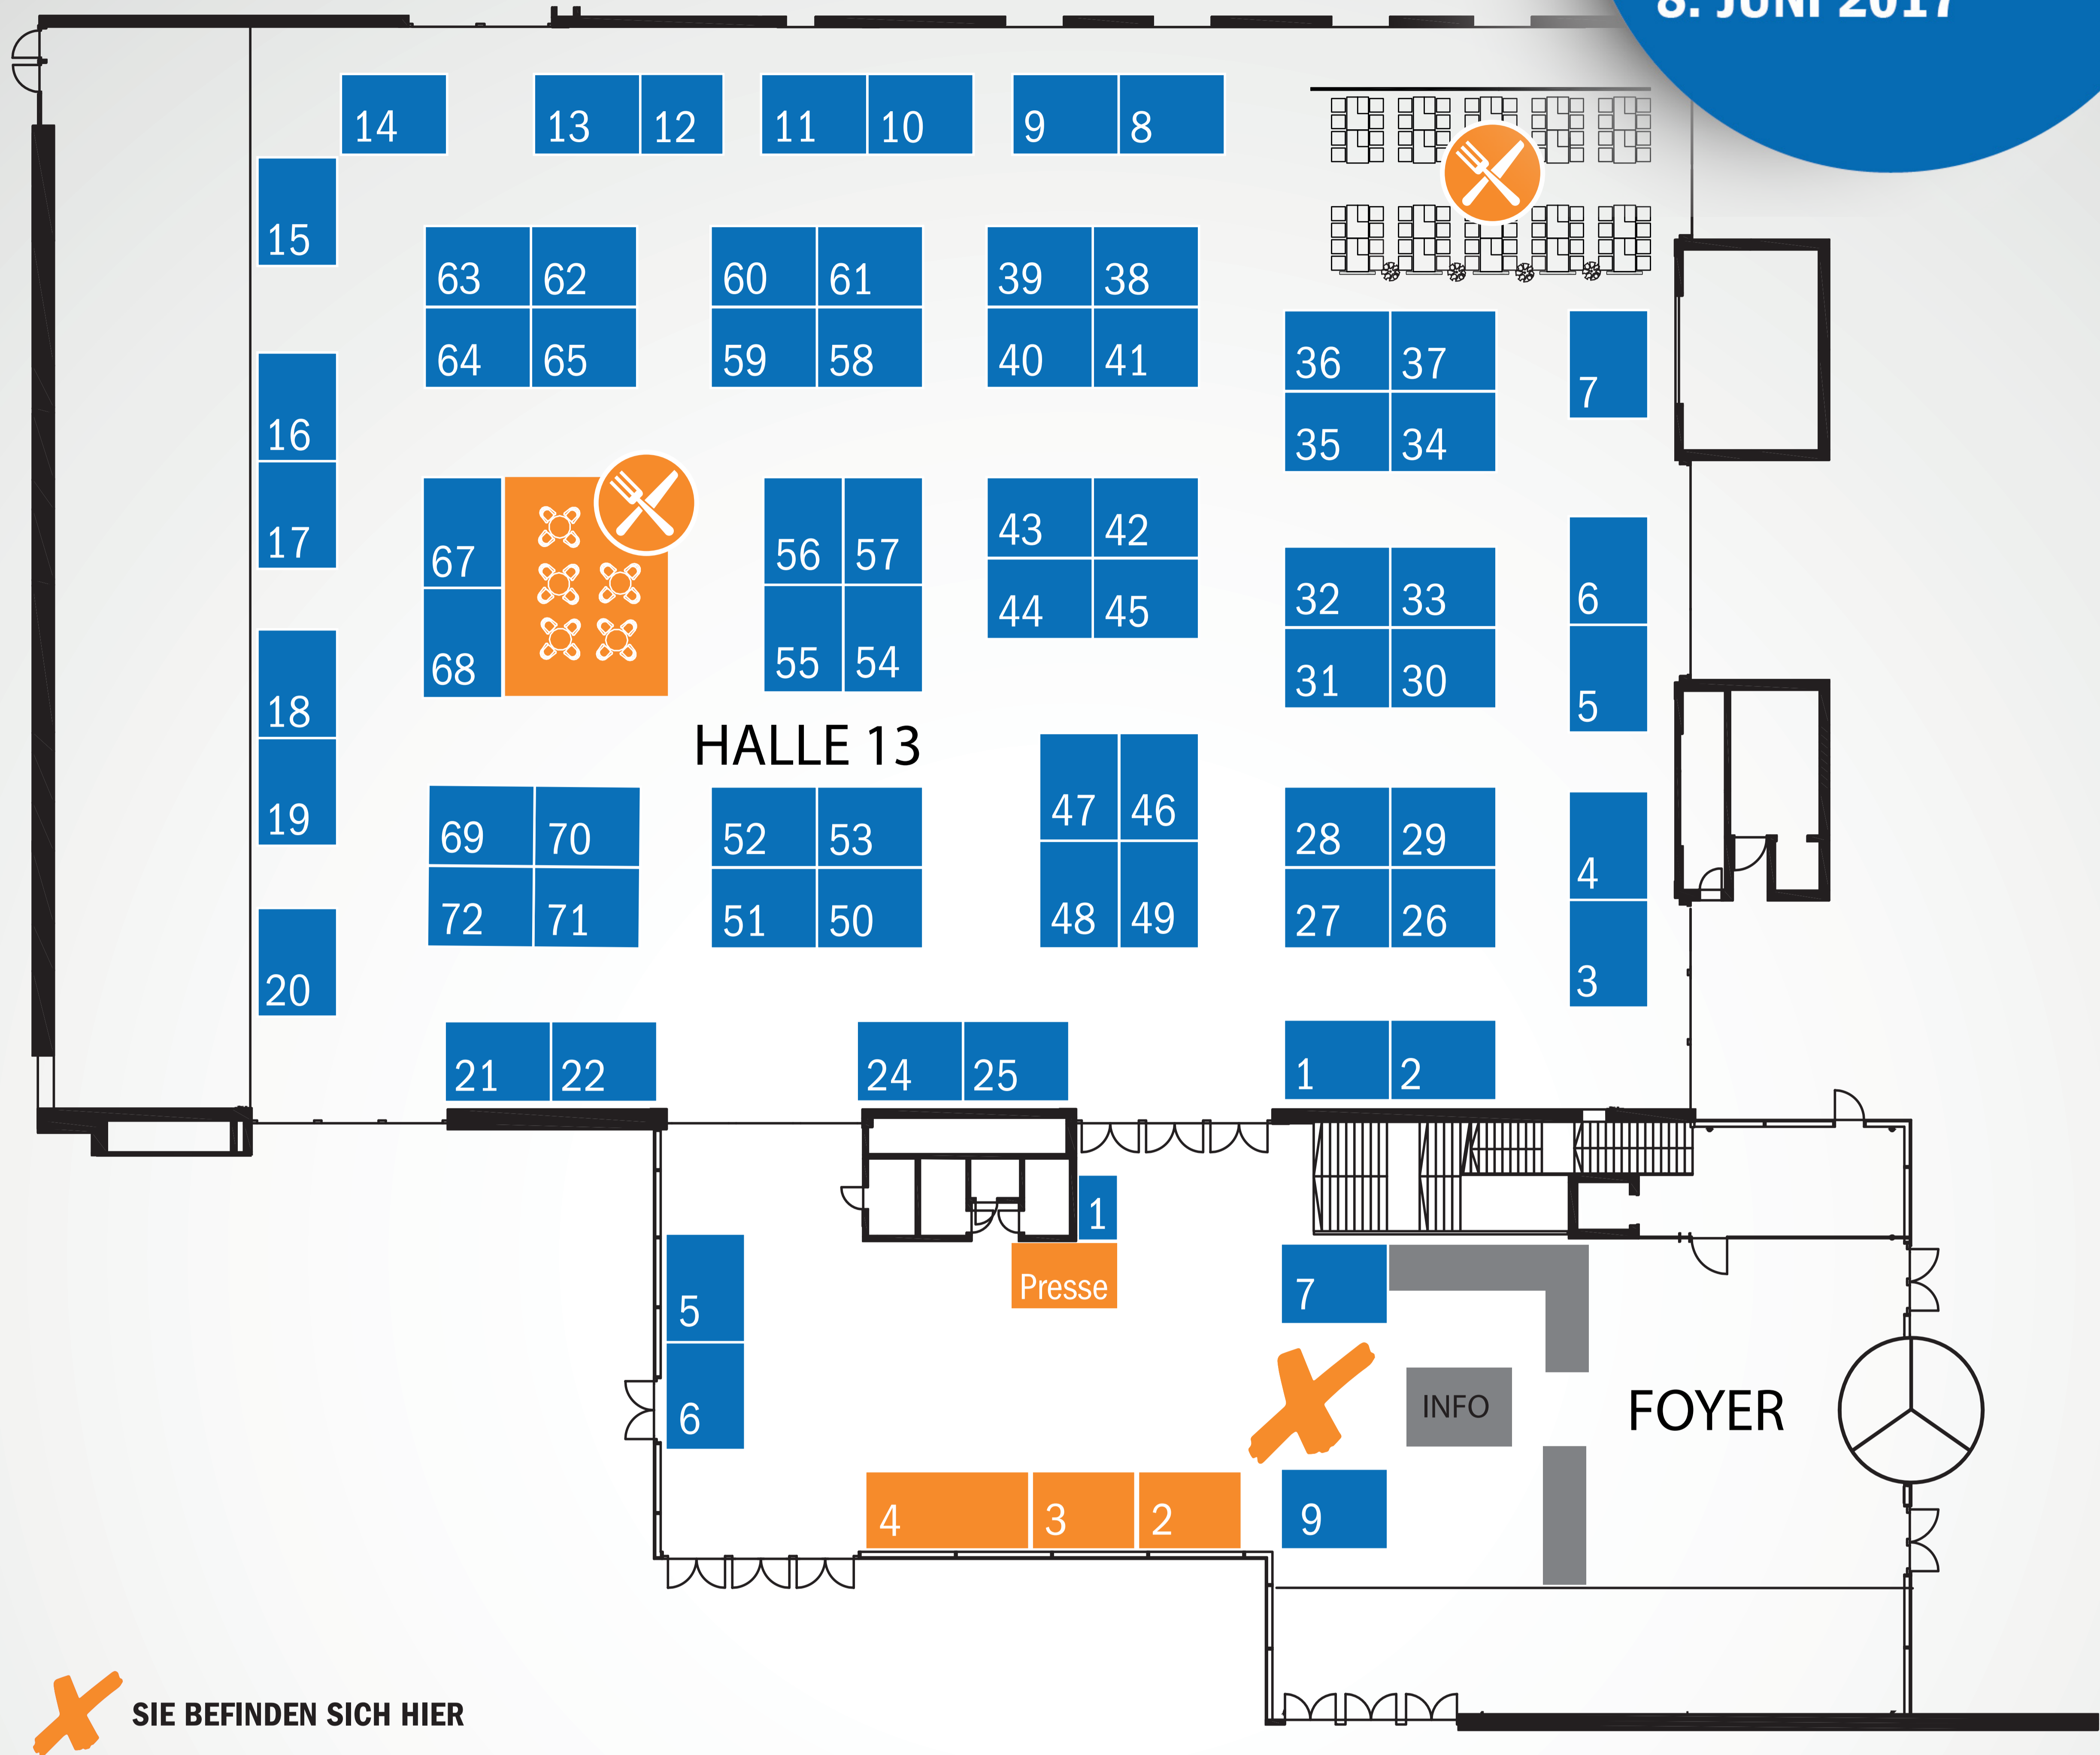 8. JUNI 2017
14 13 12 11 10 9 8
15
63 62 60 61 39 38
64 65 59 58 40 41
36 37 7
35 34
16
17
67 56 57 43 42
68 55 54 44 45
32 33 6
31 30 5
18
19
HALLE 13
47 46
69 70 52 53 28 29 4
72 71 51 50 48 49 27 26 3
20
21 22 24 25 1 2
1
Presse
5 7
6 INFO FOYER
4 3 2 9
SIE BEFINDEN SICH HIER